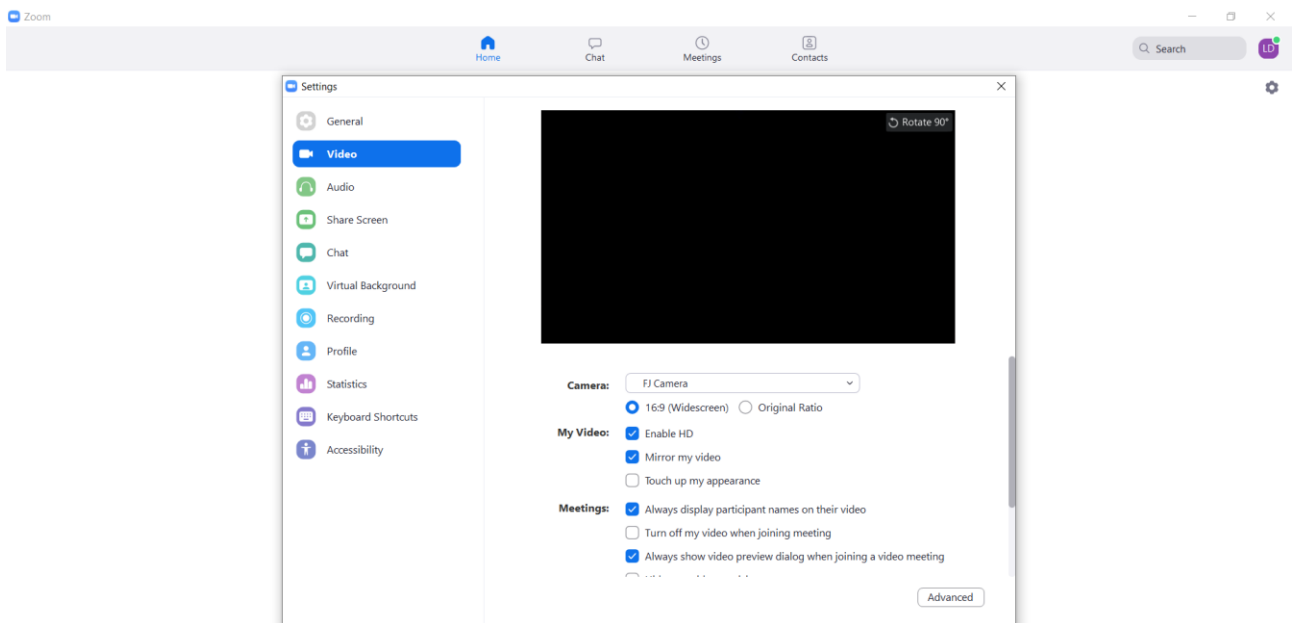 Zoom
Home
Chat
Meetings
Contacts
Search
LD
Settings
General
Video
Audio
Share Screen
Chat
Virtual Background
Recording
Profile
Statistics
Keyboard Shortcuts
Accessibility
Rotate 90°
Camera: FJ Camera
16:9 (Widescreen) Original Ratio
My Video: Enable HD
Mirror my video
Touch up my appearance
Meetings: Always display participant names on their video
Turn off my video when joining meeting
Always show video preview dialog when joining a video meeting
Advanced